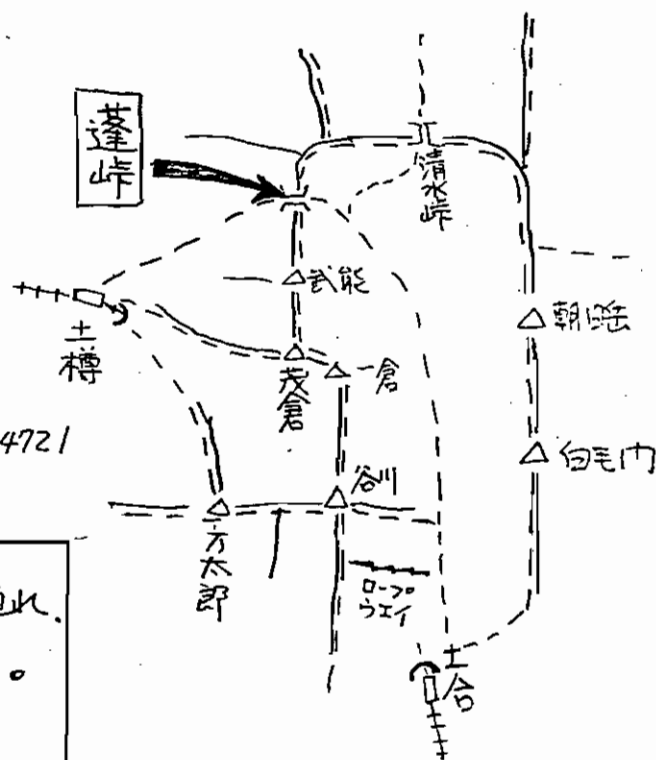 蓬峠
清水峠
武能
朝日岳
土樽
茂倉
一倉
4721
白毛門
谷川
万太郎
ロープ
ウエイ
土合
れ。